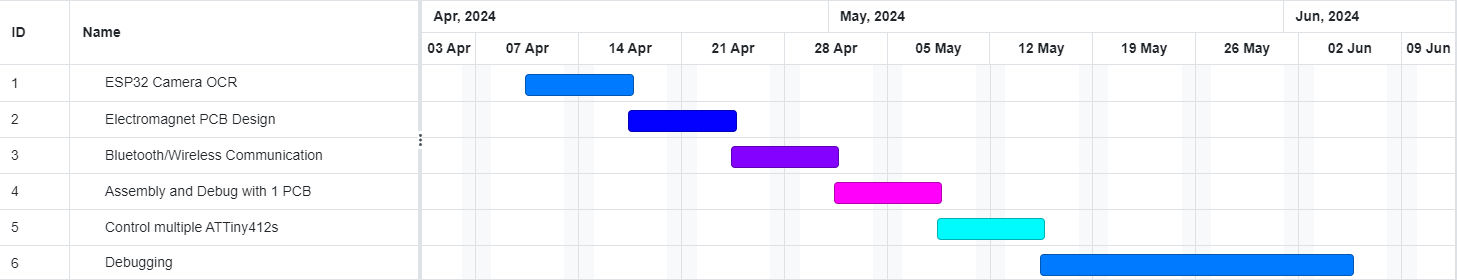 ID Name Apr, 2024 May, 2024 Jun, 2024
03 Apr 07 Apr 14 Apr 21 Apr 28 Apr 05 May 12 May 19 May 26 May 02 Jun 09 Jun
1 ESP32 Camera OCR
2 Electromagnet PCB Design
3 Bluetooth/Wireless Communication
4 Assembly and Debug with 1 PCB
5 Control multiple ATTiny412s
6 Debugging